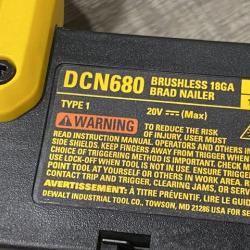 DCN680 BRUSHLESS 18GA
BRAD NAILER
TYPE 1 20V ⎓ (Max)
⚠WARNING TO REDUCE THE RISK
OF INJURY, USER MUST
READ INSTRUCTION MANUAL. OPERATORS AND OTHERS I
SIDE SHIELDS. KEEP FINGERS AWAY FROM TRIGGER WHEN
CHOICE OF TRIGGERING METHOD IS IMPORTANT. CHECK M
USE LOCK-OFF WHEN TOOL IS NOT IN USE. ENSURE TRIGGE
POINT TOOL AT YOURSELF OR OTHERS IN WORK AREA. R
CONTACT TRIP AND TRIGGER, CLEARING JAMS, OR SERV
AVERTISSEMENT: À TITRE PRÉVENTIF, LIRE LE G
DEWALT INDUSTRIAL TOOL CO., TOWSON, MD 21286 USA FOR S